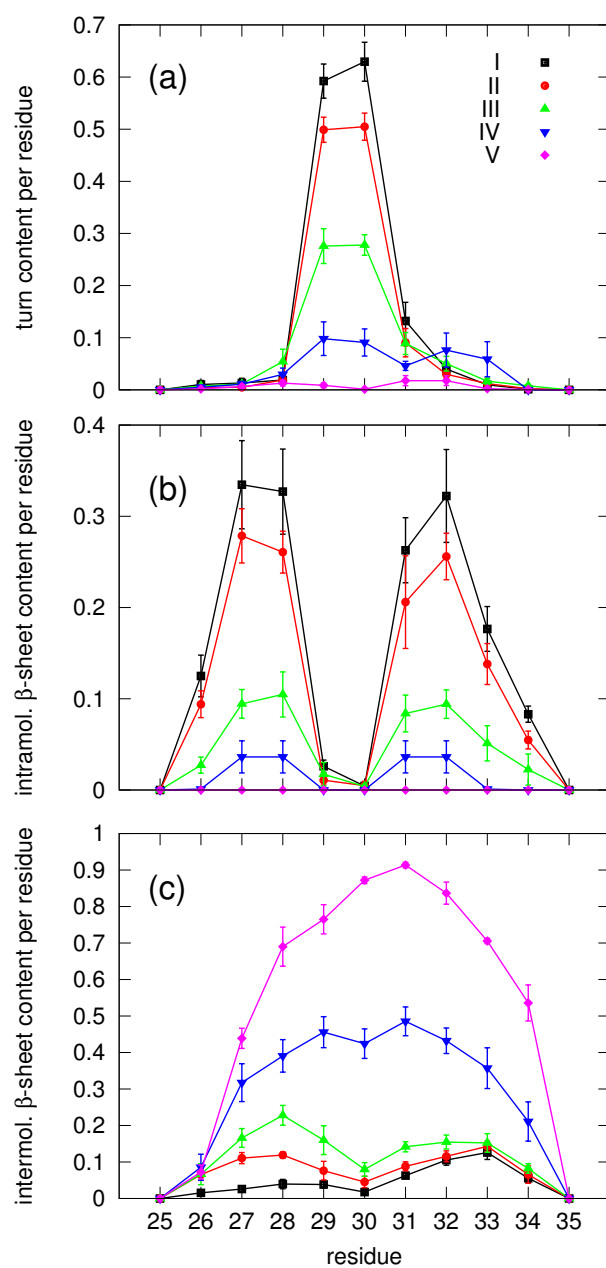 0.7
0.6
0.5
0.4
0.3
0.2
0.1
0
turn content per residue
(a)
I
II
III
IV
V
0.4
0.3
0.2
0.1
0
intramol. β-sheet content per residue
(b)
1
0.9
0.8
0.7
0.6
0.5
0.4
0.3
0.2
0.1
0
intermol. β-sheet content per residue
(c)
25 26 27 28 29 30 31 32 33 34 35
residue